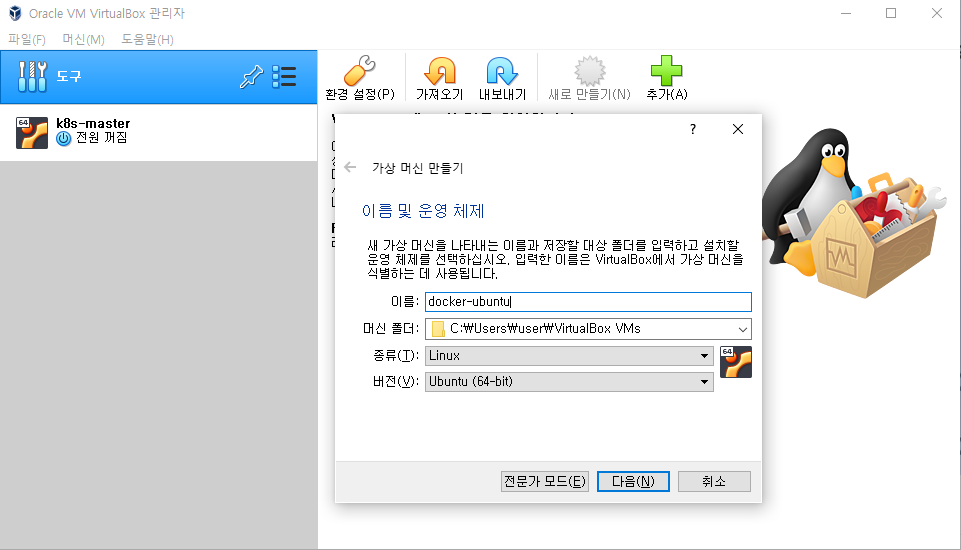 Oracle VM VirtualBox 관리자
파일(F) 머신(M) 도움말(H)
도구
환경 설정(P) 가져오기 내보내기 새로 만들기(N) 추가(A)
64
k8s-master
전원 꺼짐
?
가상 머신 만들기
이름 및 운영 체제
새 가상 머신을 나타내는 이름과 저장할 대상 폴더를 입력하고 설치할
운영 체제를 선택하십시오. 입력한 이름은 VirtualBox에서 가상 머신을
식별하는 데 사용됩니다.
이름: docker-ubuntu
머신 폴더: C:₩Users₩user₩VirtualBox VMs
종류(T): Linux
64
버전(V): Ubuntu (64-bit)
전문가 모드(E) 다음(N) 취소